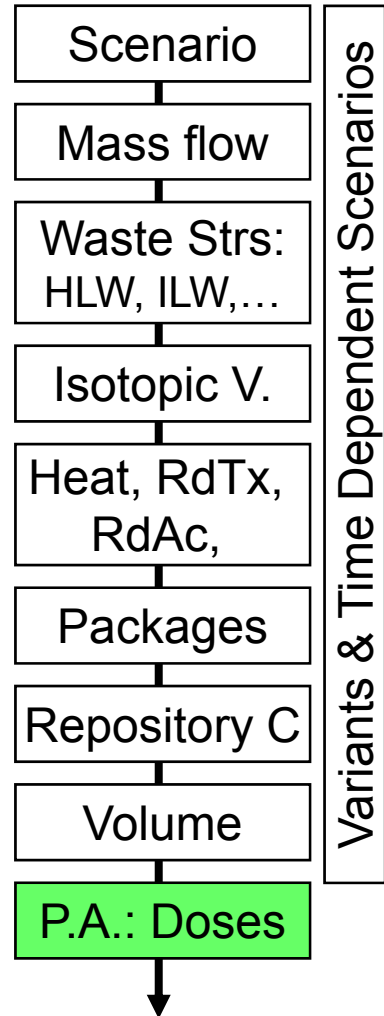 Scenario
Mass flow
Waste Strs:
HLW, ILW,…
Isotopic V.
Heat, RdTx,
RdAc,
Packages
Repository C
Volume
P.A.: Doses
Variants & Time Dependent Scenarios